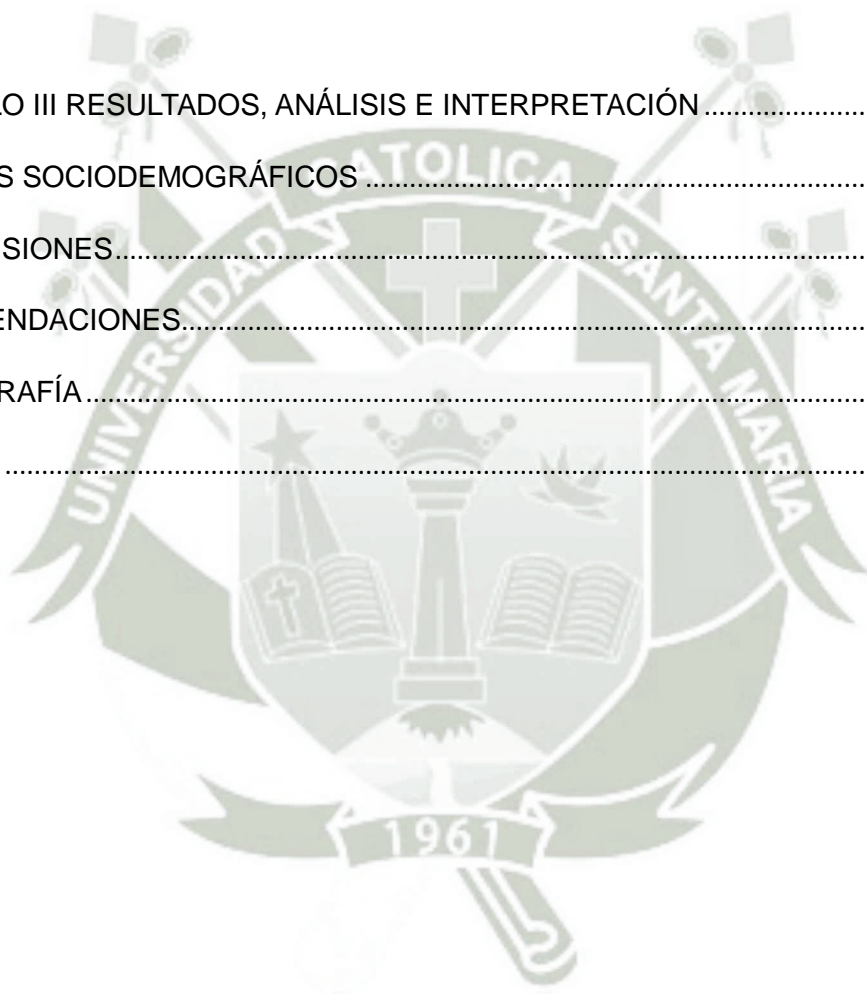 LO III RESULTADOS, ANÁLISIS E INTERPRETACIÓN ....................
S SOCIODEMOGRÁFICOS ....................
SIONES....................
ENDACIONES....................
RAFÍA ....................
....................
UNIVERSIDAD CATOLICA SANTA MARIA
1961